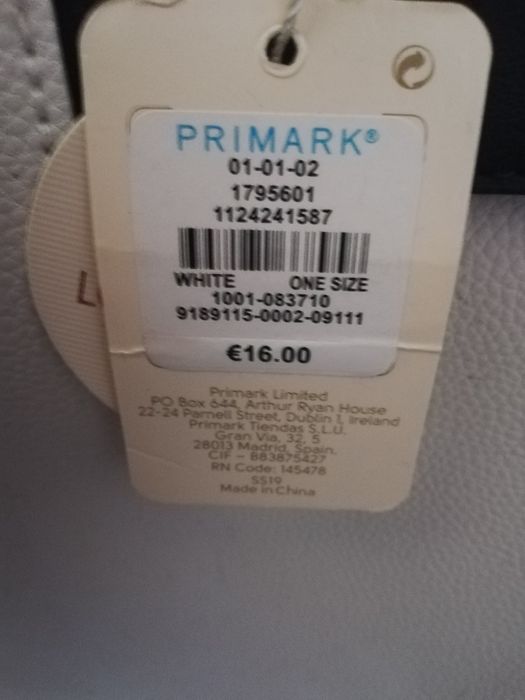 PRIMARK®
01-01-02
1795601
1124241587
WHITE ONE SIZE
1001-083710
9189115-0002-09111
€16.00
Primark Limited
PO Box 644, Arthur Ryan House
22-24 Parnell Street, Dublin 1, Ireland
Primark Tiendas S.L.U.
Gran Via, 32, 5
28013 Madrid, Spain.
CIF - B83875427
RN Code: 145478
SS19
Made in China
L